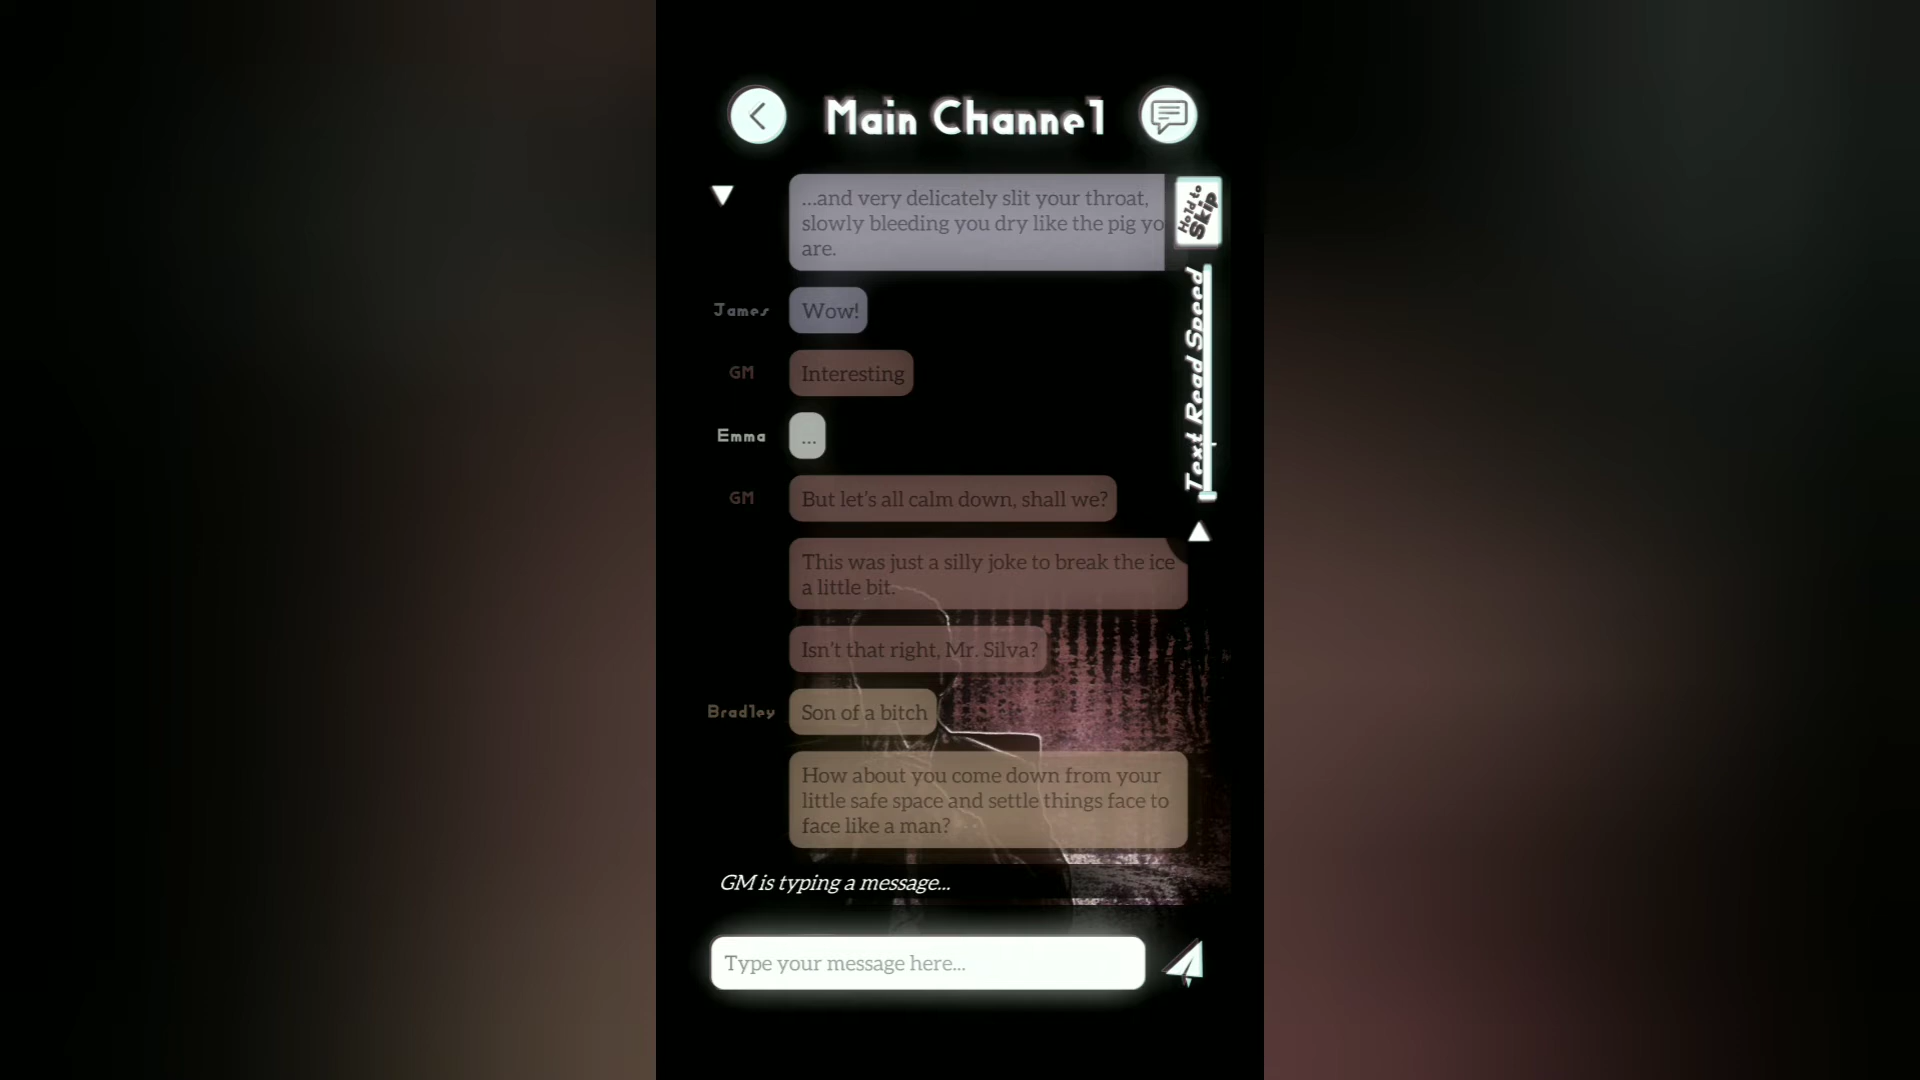 Main Channel
...and very delicately slit your throat,
slowly bleeding you dry like the pig yo
are.
Hold to
Skip
Text Read Speed
James
Wow!
GM
Interesting
Emma
...
GM
But let's all calm down, shall we?
This was just a silly joke to break the ice
a little bit.
Isn't that right, Mr. Silva?
Bradley
Son of a bitch
How about you come down from your
little safe space and settle things face to
face like a man?
GM is typing a message...
Type your message here...